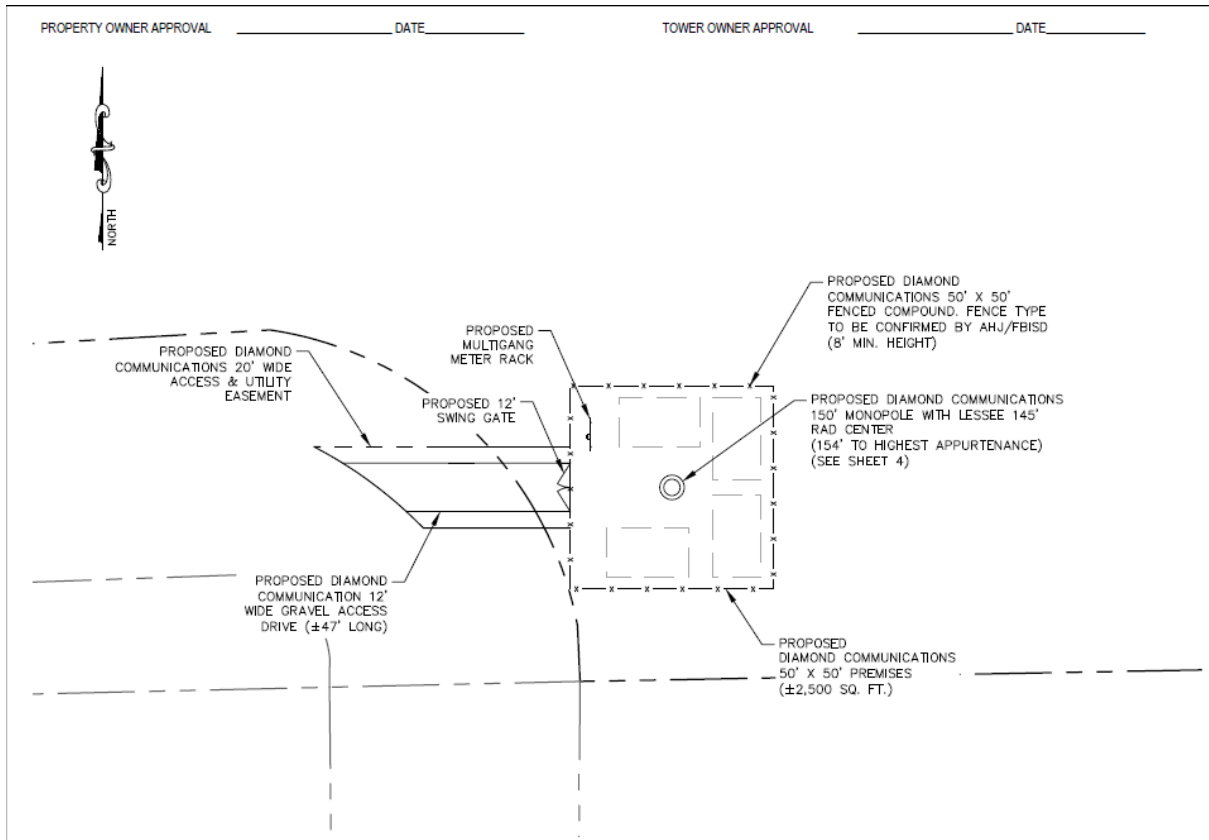 PROPERTY OWNER APPROVAL ____________ DATE____________ TOWER OWNER APPROVAL ____________ DATE____________
NORTH
PROPOSED DIAMOND
COMMUNICATIONS 50' X 50'
FENCED COMPOUND. FENCE TYPE
TO BE CONFIRMED BY AHJ/FBISD
(8' MIN. HEIGHT)
PROPOSED
MULTIGANG
METER RACK
PROPOSED DIAMOND
COMMUNICATIONS 20' WIDE
ACCESS & UTILITY
EASEMENT
PROPOSED 12'
SWING GATE
PROPOSED DIAMOND COMMUNICATIONS
150' MONOPOLE WITH LESSEE 145'
RAD CENTER
(154' TO HIGHEST APPURTENANCE)
(SEE SHEET 4)
PROPOSED DIAMOND
COMMUNICATION 12'
WIDE GRAVEL ACCESS
DRIVE (±47' LONG)
PROPOSED
DIAMOND COMMUNICATIONS
50' X 50' PREMISES
(±2,500 SQ. FT.)